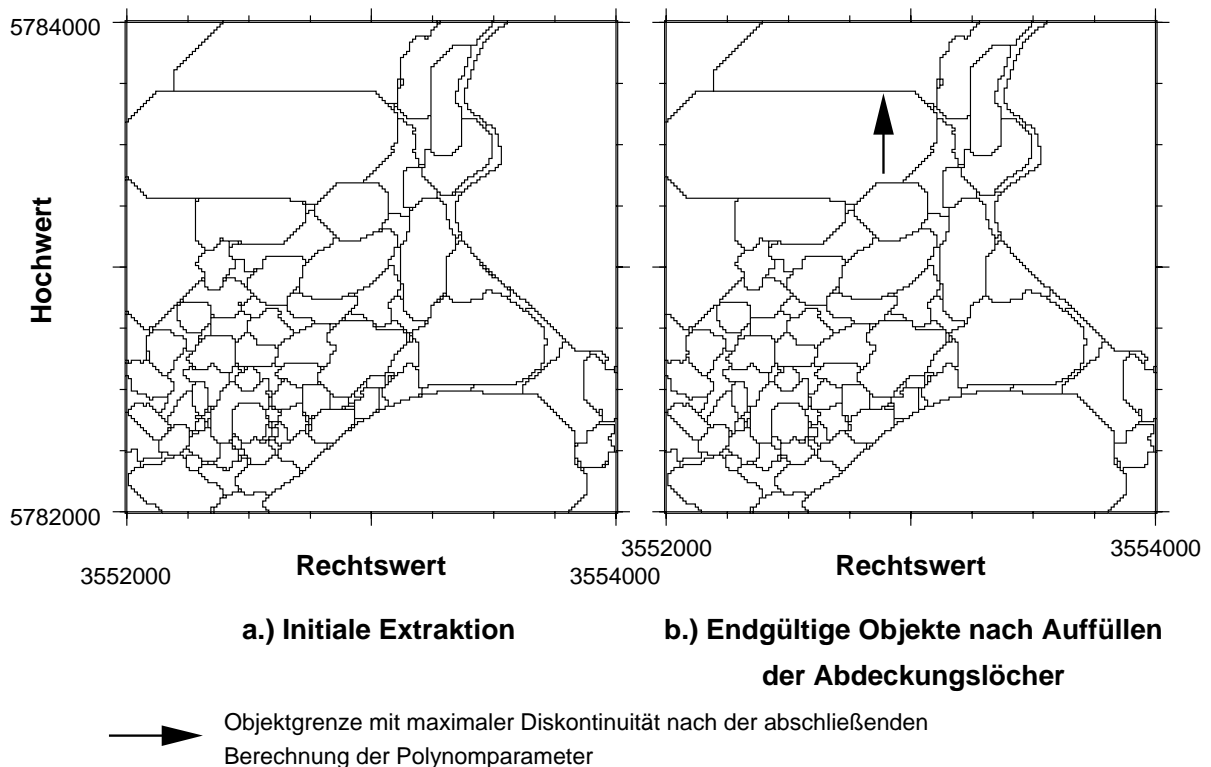 5784000
Hochwert
5782000
3552000
Rechtswert
3554000
3552000
Rechtswert
3554000
a.) Initiale Extraktion
b.) Endgültige Objekte nach Auffüllen
der Abdeckungslöcher
Objektgrenze mit maximaler Diskontinuität nach der abschließenden
Berechnung der Polynomparameter